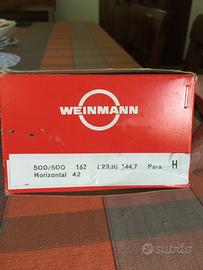 WEINMANN
500/500 162 (23,8) 144,7 Para H
Horizontal 42
subito